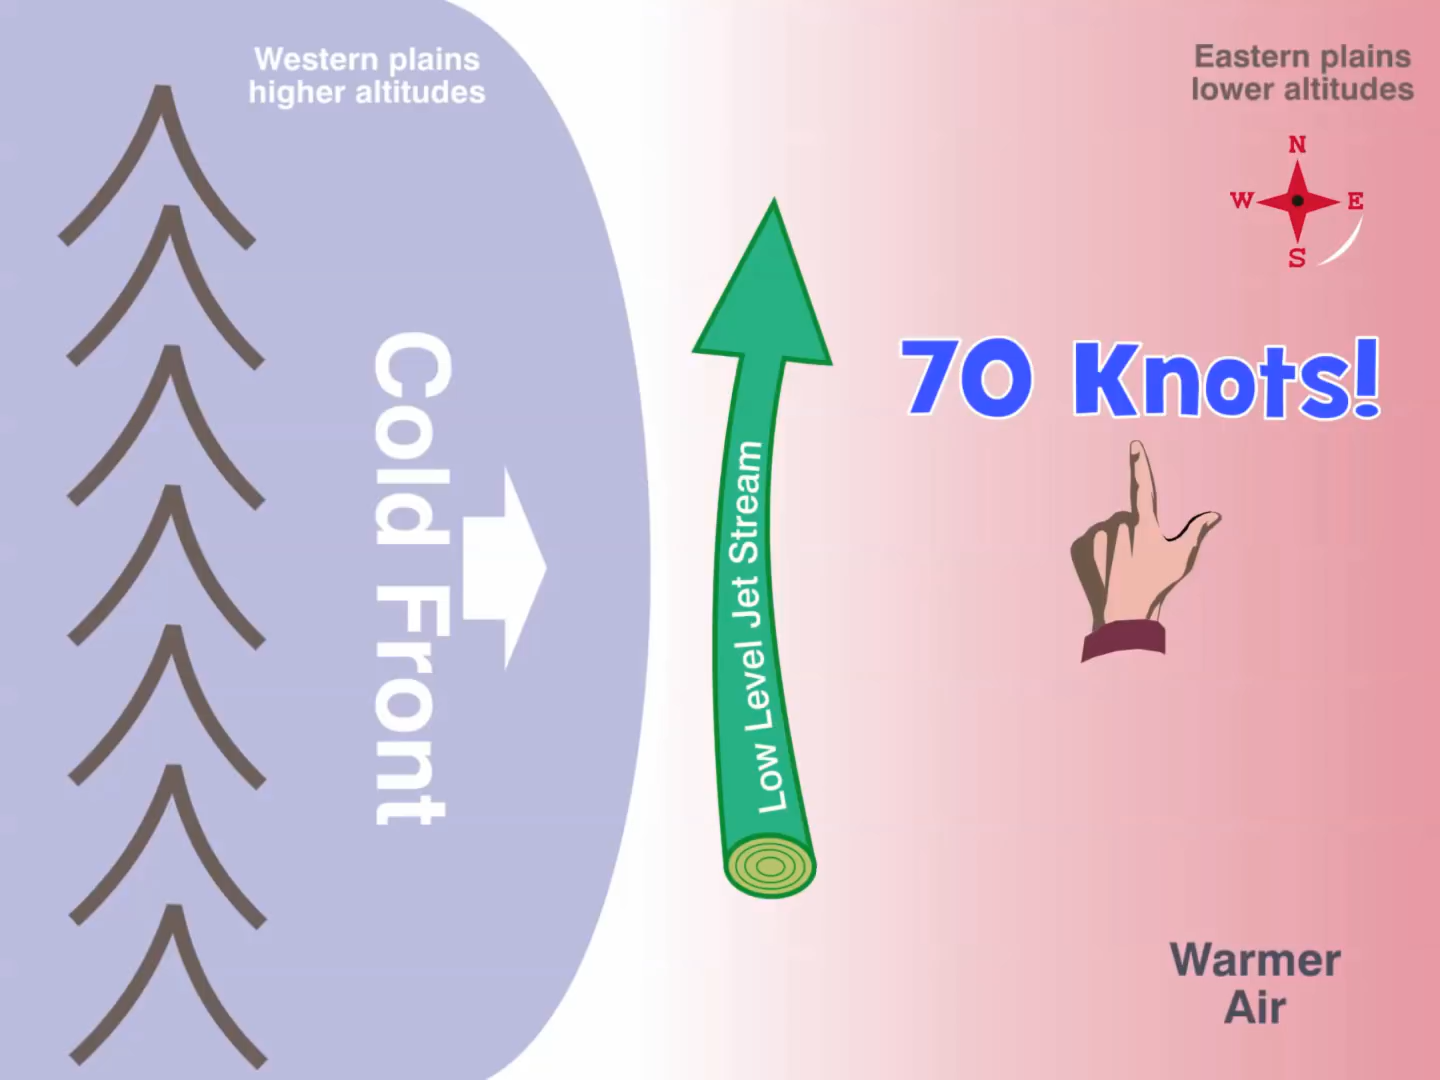 Western plains
higher altitudes
Eastern plains
lower altitudes
N
W E
S
70 Knots!
Cold Front
Low Level Jet Stream
Warmer
Air